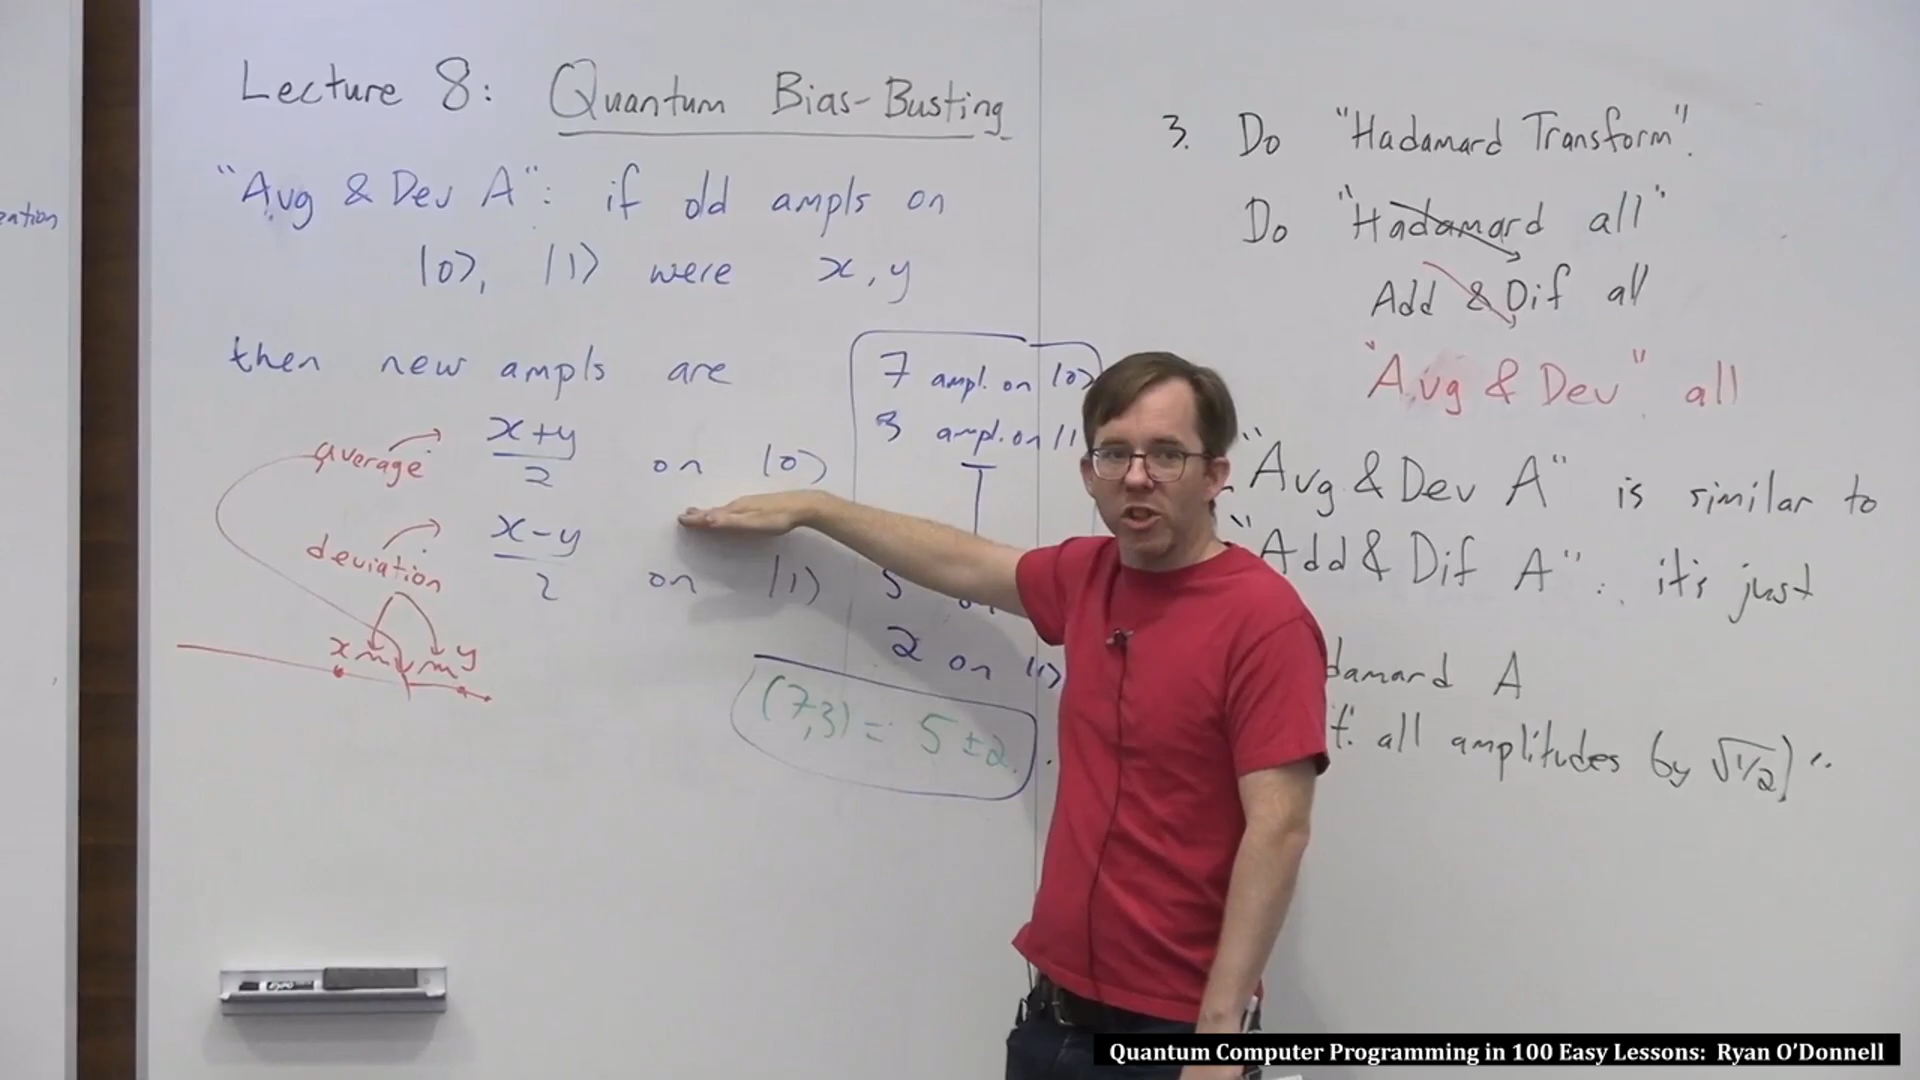 Lecture 8: Quantum Bias-Busting
"Avg & Dev A": if old ampls on
|0⟩, |1⟩ were x, y
then new ampls are
average x+y/2 on |0⟩
deviation x-y/2 on |1⟩
x m m y
7 ampl. on |0⟩
3 ampl. on |1
5 on
2 on |1⟩
(7,3) = 5 ±2.
3. Do "Hadamard Transform".
Do "Hadamard all"
Add & Dif all
"Avg & Dev" all
"Avg & Dev A" is similar to
"Add & Dif A": it's just
damard A
all amplitudes by √1/2)
Quantum Computer Programming in 100 Easy Lessons: Ryan O'Donnell